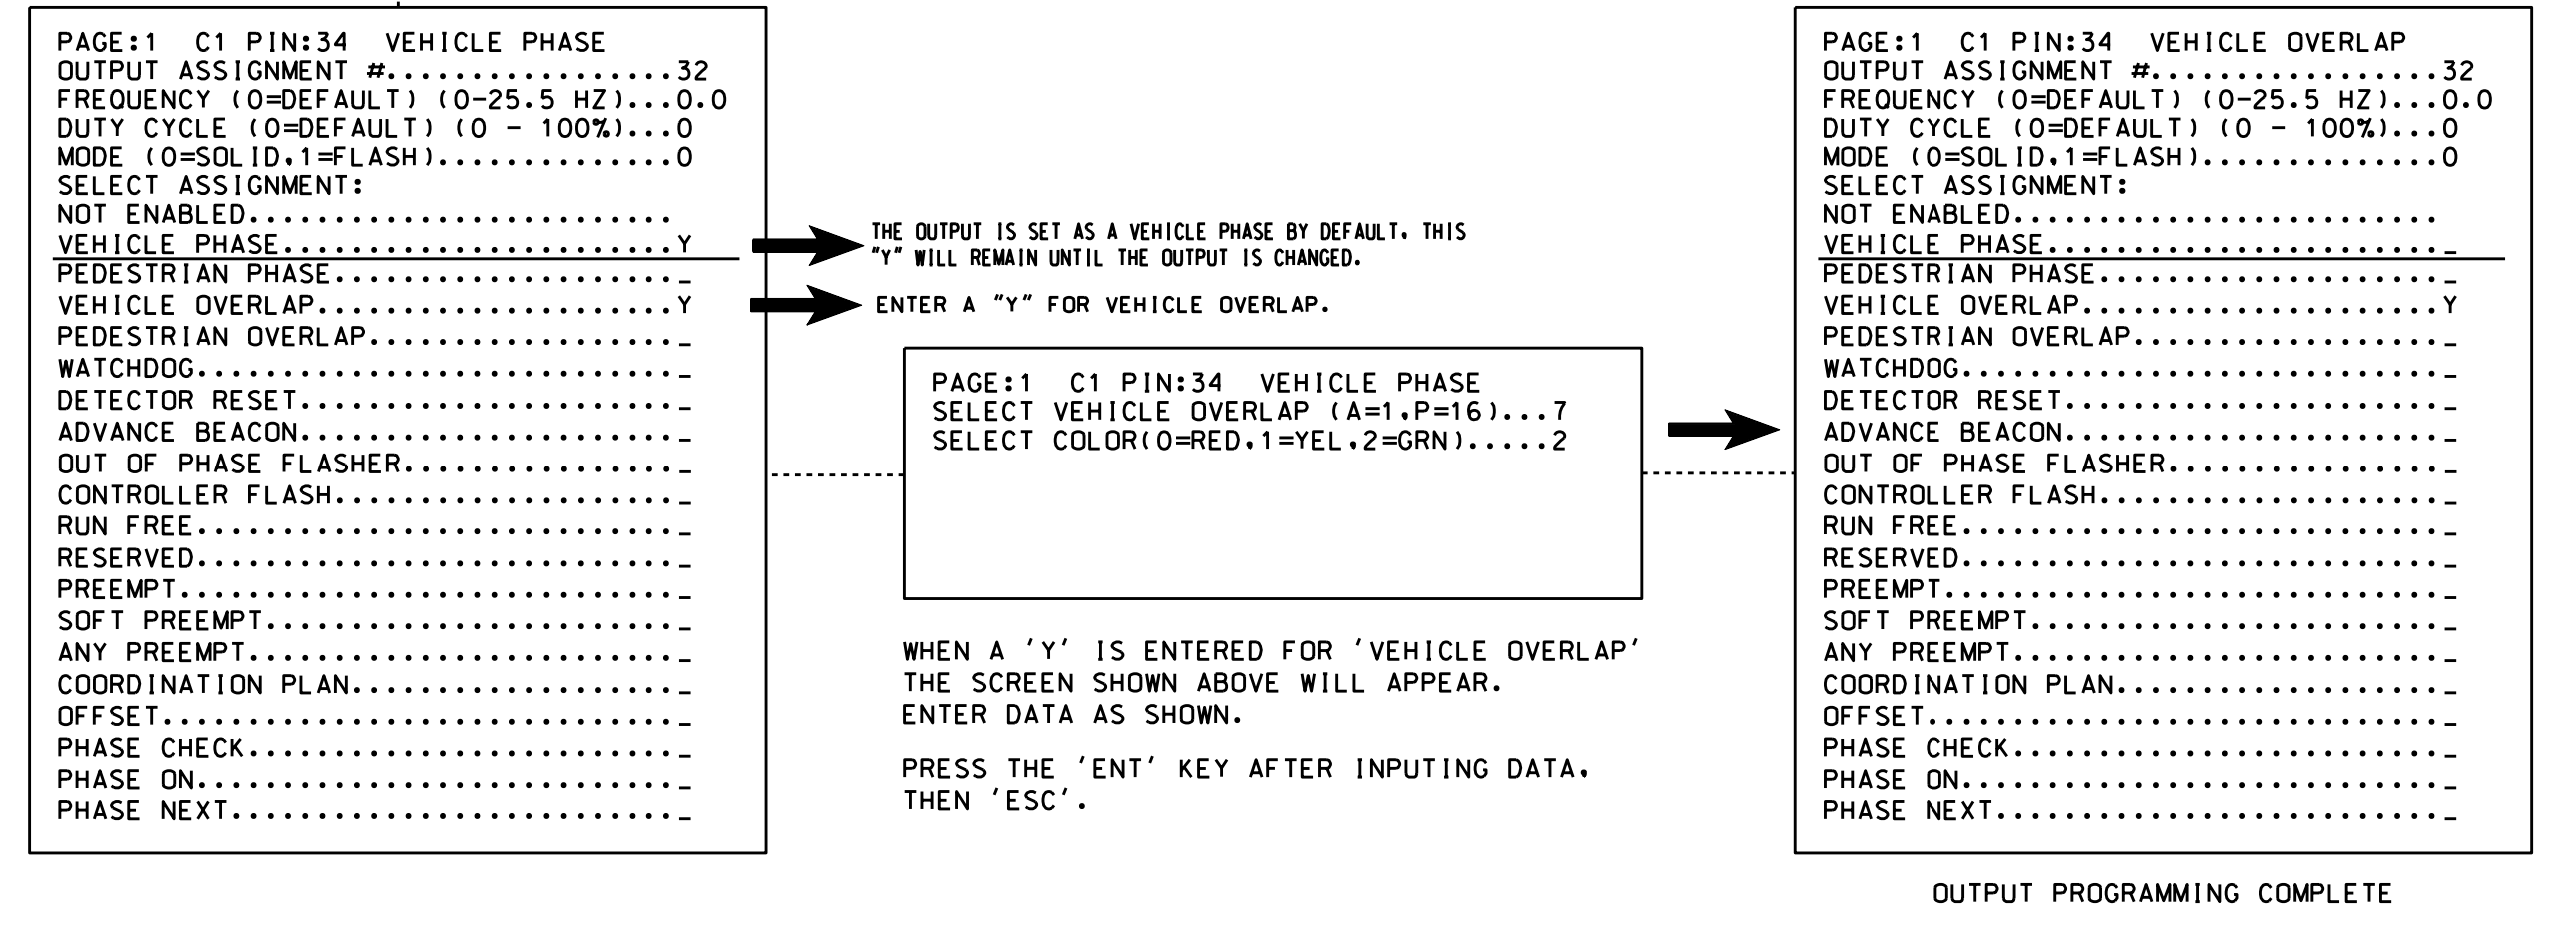 PAGE:1 C1 PIN:34 VEHICLE PHASE
OUTPUT ASSIGNMENT #.................32
FREQUENCY (0=DEFAULT) (0-25.5 HZ)...0.0
DUTY CYCLE (0=DEFAULT) (0 - 100%)...0
MODE (0=SOLID,1=FLASH)..............0
SELECT ASSIGNMENT:
NOT ENABLED.........................
VEHICLE PHASE.......................Y
PEDESTRIAN PHASE...................._
VEHICLE OVERLAP.....................Y
PEDESTRIAN OVERLAP.................._
WATCHDOG............................_
DETECTOR RESET......................_
ADVANCE BEACON......................_
OUT OF PHASE FLASHER................_
CONTROLLER FLASH...................._
RUN FREE............................_
RESERVED............................_
PREEMPT............................._
SOFT PREEMPT........................_
ANY PREEMPT........................._
COORDINATION PLAN..................._
OFFSET.............................._
PHASE CHECK........................._
PHASE ON............................_
PHASE NEXT.........................._
THE OUTPUT IS SET AS A VEHICLE PHASE BY DEFAULT. THIS
"Y" WILL REMAIN UNTIL THE OUTPUT IS CHANGED.
ENTER A "Y" FOR VEHICLE OVERLAP.
PAGE:1 C1 PIN:34 VEHICLE PHASE
SELECT VEHICLE OVERLAP (A=1,P=16)...7
SELECT COLOR(0=RED,1=YEL,2=GRN).....2
WHEN A 'Y' IS ENTERED FOR 'VEHICLE OVERLAP'
THE SCREEN SHOWN ABOVE WILL APPEAR.
ENTER DATA AS SHOWN.
PRESS THE 'ENT' KEY AFTER INPUTING DATA,
THEN 'ESC'.
PAGE:1 C1 PIN:34 VEHICLE OVERLAP
OUTPUT ASSIGNMENT #.................32
FREQUENCY (0=DEFAULT) (0-25.5 HZ)...0.0
DUTY CYCLE (0=DEFAULT) (0 - 100%)...0
MODE (0=SOLID,1=FLASH)..............0
SELECT ASSIGNMENT:
NOT ENABLED.........................
VEHICLE PHASE......................._
PEDESTRIAN PHASE...................._
VEHICLE OVERLAP.....................Y
PEDESTRIAN OVERLAP.................._
WATCHDOG............................_
DETECTOR RESET......................_
ADVANCE BEACON......................_
OUT OF PHASE FLASHER................_
CONTROLLER FLASH...................._
RUN FREE............................_
RESERVED............................_
PREEMPT............................._
SOFT PREEMPT........................_
ANY PREEMPT........................._
COORDINATION PLAN..................._
OFFSET.............................._
PHASE CHECK........................._
PHASE ON............................_
PHASE NEXT.........................._
OUTPUT PROGRAMMING COMPLETE